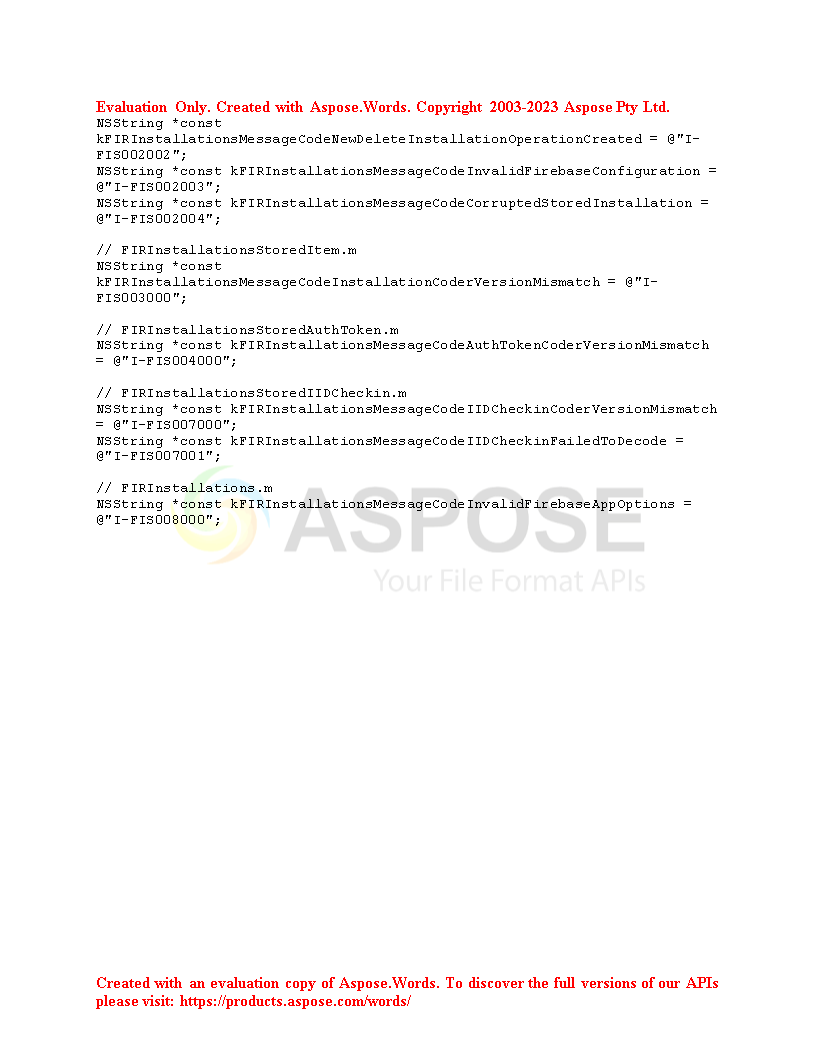 Evaluation Only. Created with Aspose.Words. Copyright 2003-2023 Aspose Pty Ltd.
NSString *const
kFIRInstallationsMessageCodeNewDeleteInstallationOperationCreated = @"I-
FIS002002";
NSString *const kFIRInstallationsMessageCodeInvalidFirebaseConfiguration =
@"I-FIS002003";
NSString *const kFIRInstallationsMessageCodeCorruptedStoredInstallation =
@"I-FIS002004";
// FIRInstallationsStoredItem.m
NSString *const
kFIRInstallationsMessageCodeInstallationCoderVersionMismatch = @"I-
FIS003000";
// FIRInstallationsStoredAuthToken.m
NSString *const kFIRInstallationsMessageCodeAuthTokenCoderVersionMismatch
= @"I-FIS004000";
// FIRInstallationsStoredIIDCheckin.m
NSString *const kFIRInstallationsMessageCodeIIDCheckinCoderVersionMismatch
= @"I-FIS007000";
NSString *const kFIRInstallationsMessageCodeIIDCheckinFailedToDecode =
@"I-FIS007001";
// FIRInstallations.m
NSString *const kFIRInstallationsMessageCodeInvalidFirebaseAppOptions =
@"I-FIS008000";
ASPOSE
Your File Format APIs
Created with an evaluation copy of Aspose.Words. To discover the full versions of our APIs
please visit: https://products.aspose.com/words/